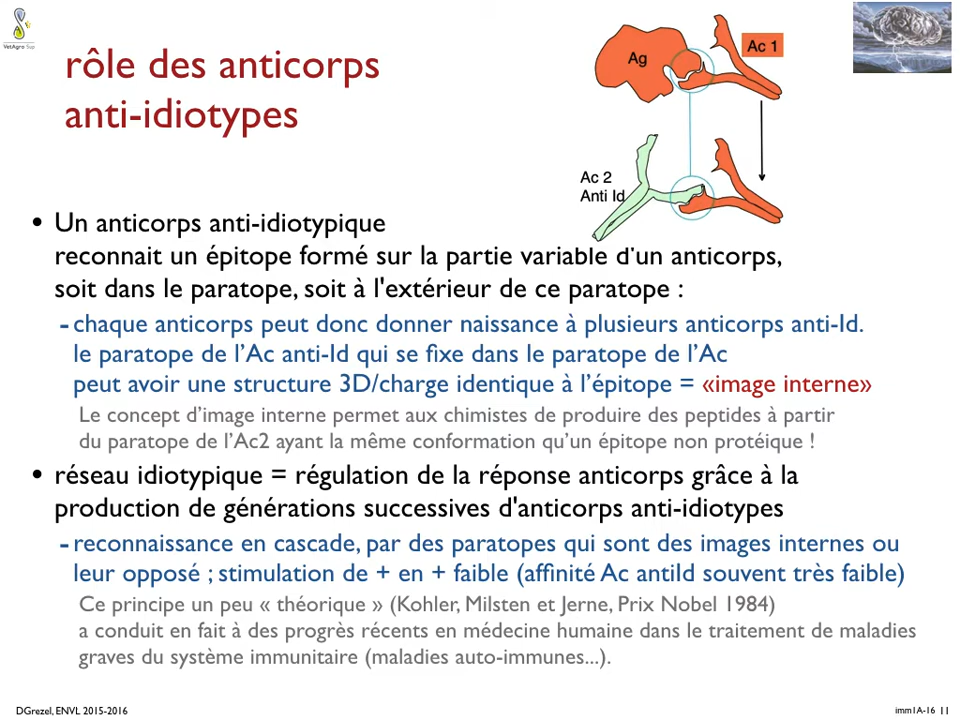 VetAgro Sup
rôle des anticorps
anti-idiotypes
Ag
Ac 1
Ac 2
Anti Id
• Un anticorps anti-idiotypique
reconnait un épitope formé sur la partie variable d'un anticorps,
soit dans le paratope, soit à l'extérieur de ce paratope :
- chaque anticorps peut donc donner naissance à plusieurs anticorps anti-Id.
le paratope de l'Ac anti-Id qui se fixe dans le paratope de l'Ac
peut avoir une structure 3D/charge identique à l'épitope = «image interne»
Le concept d'image interne permet aux chimistes de produire des peptides à partir
du paratope de l'Ac2 ayant la même conformation qu'un épitope non protéique !
• réseau idiotypique = régulation de la réponse anticorps grâce à la
production de générations successives d'anticorps anti-idiotypes
- reconnaissance en cascade, par des paratopes qui sont des images internes ou
leur opposé ; stimulation de + en + faible (affinité Ac antiId souvent très faible)
Ce principe un peu « théorique » (Kohler, Milsten et Jerne, Prix Nobel 1984)
a conduit en fait à des progrès récents en médecine humaine dans le traitement de maladies
graves du système immunitaire (maladies auto-immunes...).
DGrezel, ENVL 2015-2016
imm1A-16 11